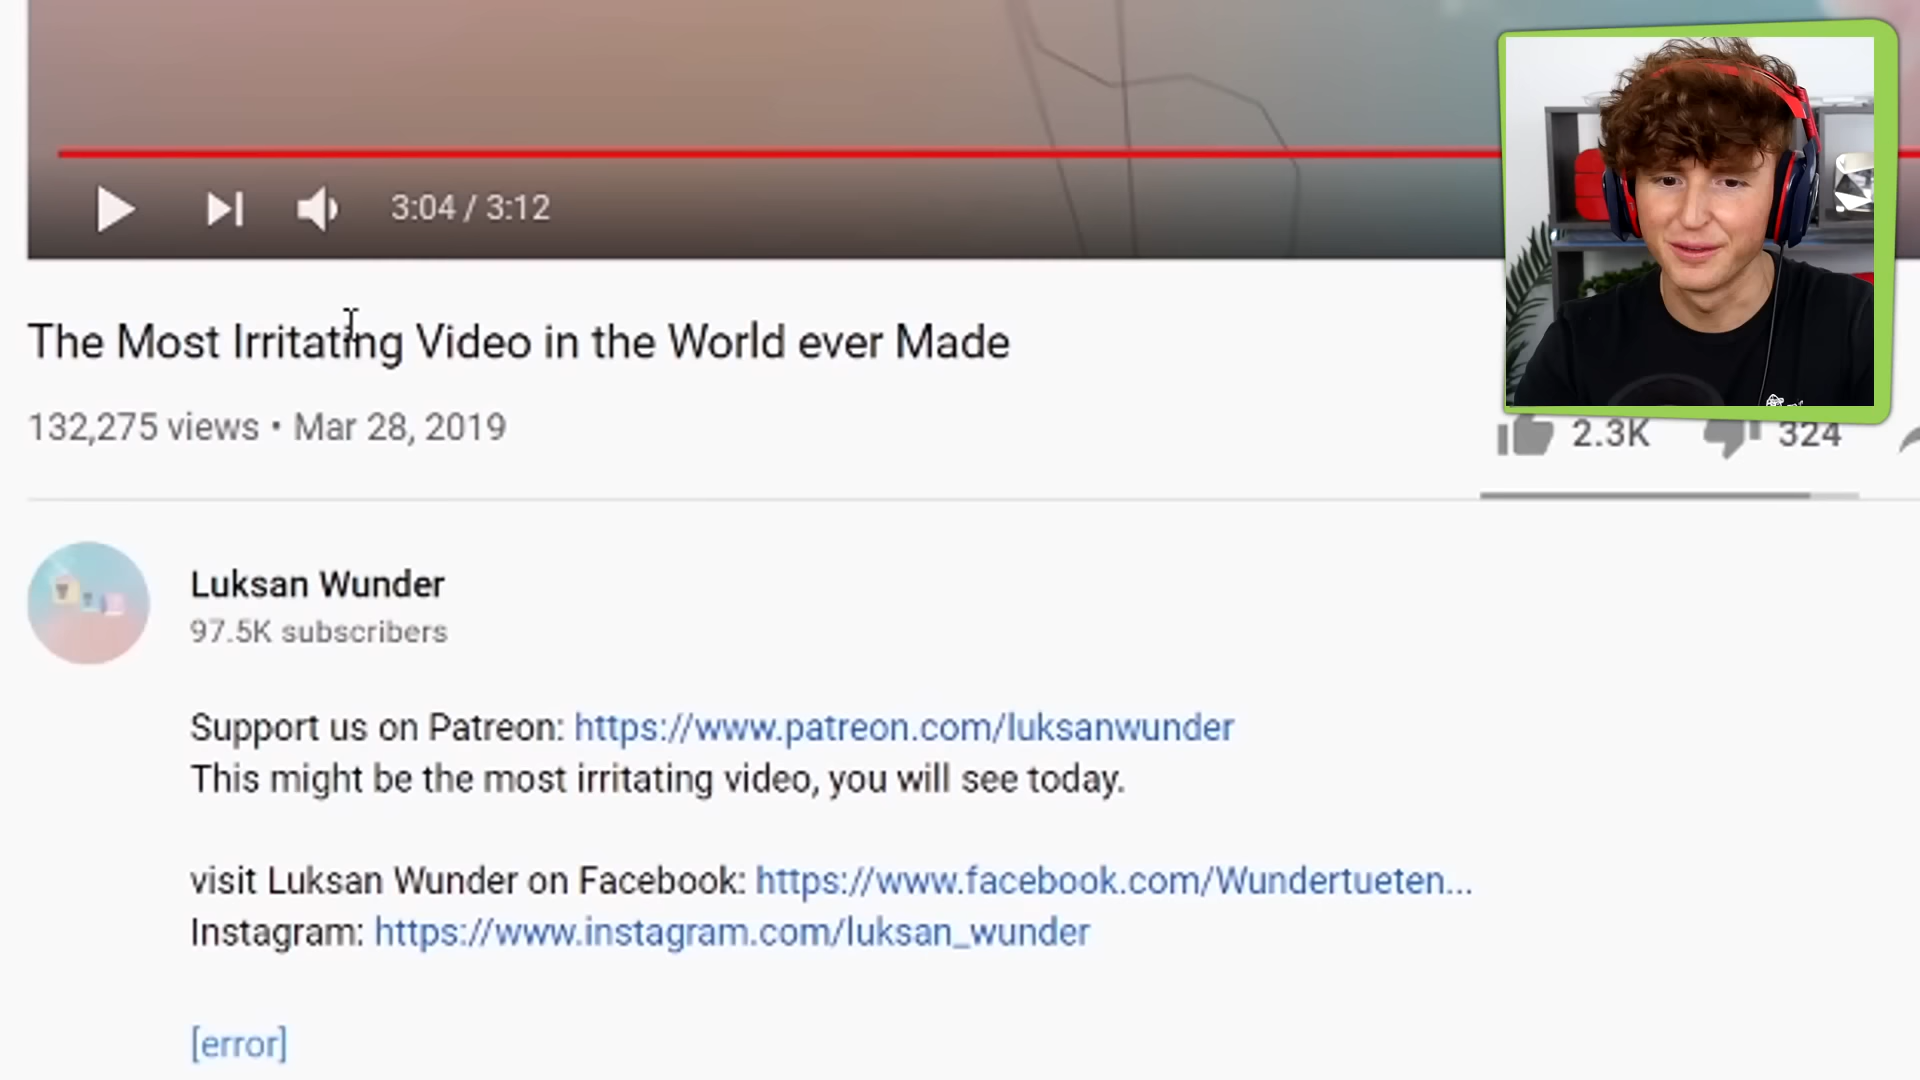 3:04 / 3:12
The Most Irritating Video in the World ever Made
132,275 views • Mar 28, 2019
2.3K
324
Luksan Wunder
97.5K subscribers
Support us on Patreon: https://www.patreon.com/luksanwunder
This might be the most irritating video, you will see today.
visit Luksan Wunder on Facebook: https://www.facebook.com/Wundertueten...
Instagram: https://www.instagram.com/luksan_wunder
[error]